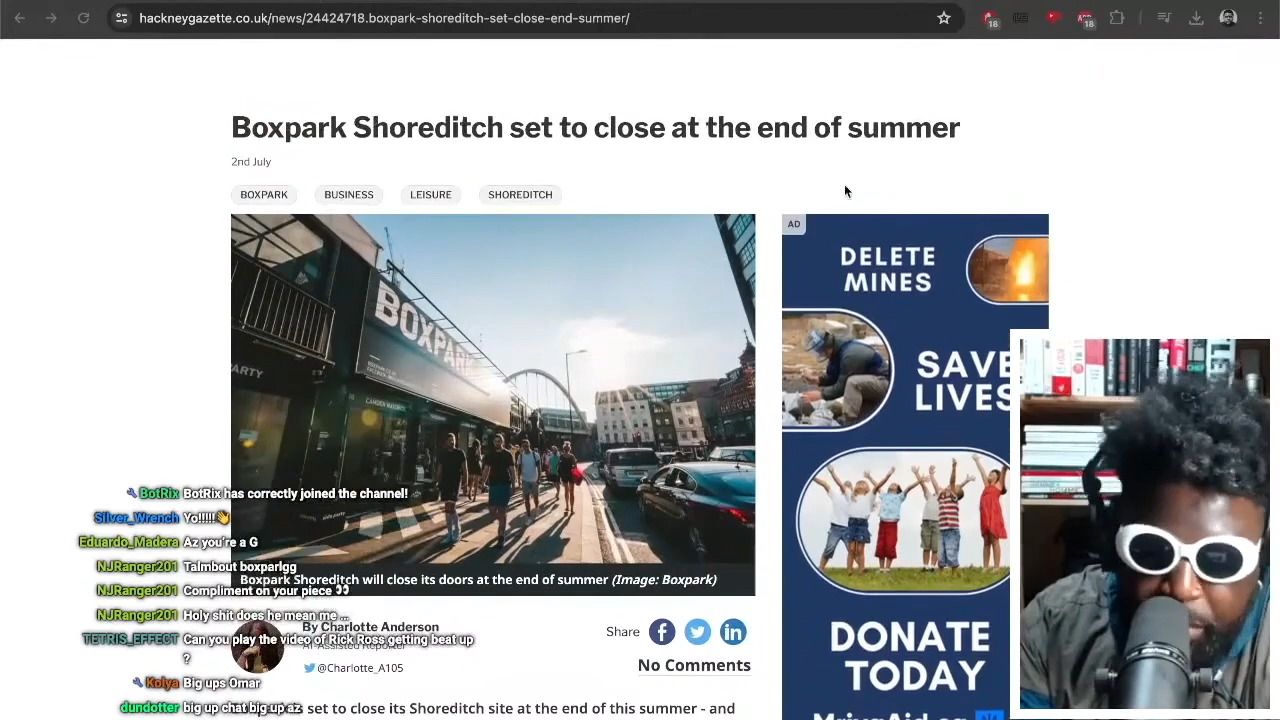 hackneygazette.co.uk/news/24424718.boxpark-shoreditch-set-close-end-summer/
18
18
Boxpark Shoreditch set to close at the end of summer
2nd July
BOXPARK
BUSINESS
LEISURE
SHOREDITCH
AD
BOXPARK
DELETE
MINES
SAVE
LIVES
DONATE
TODAY
Boxpark Shoreditch will close its doors at the end of summer (Image: Boxpark)
By Charlotte Anderson
AI-Assisted Reporter
@Charlotte_A105
Share
No Comments
set to close its Shoreditch site at the end of this summer - and
BotRix BotRix has correctly joined the channel!
Silver_Wrench Yo!!!!!👋
Eduardo_Madera Az you're a G
NJRanger201 Talmbout boxparlgg
NJRanger201 Compliment on your piece 👀
NJRanger201 Holy shit does he mean me ...
TETRIS_EFFECT Can you play the video of Rick Ross getting beat up
?
Kolya Big ups Omar
dundotter big up chat big up az